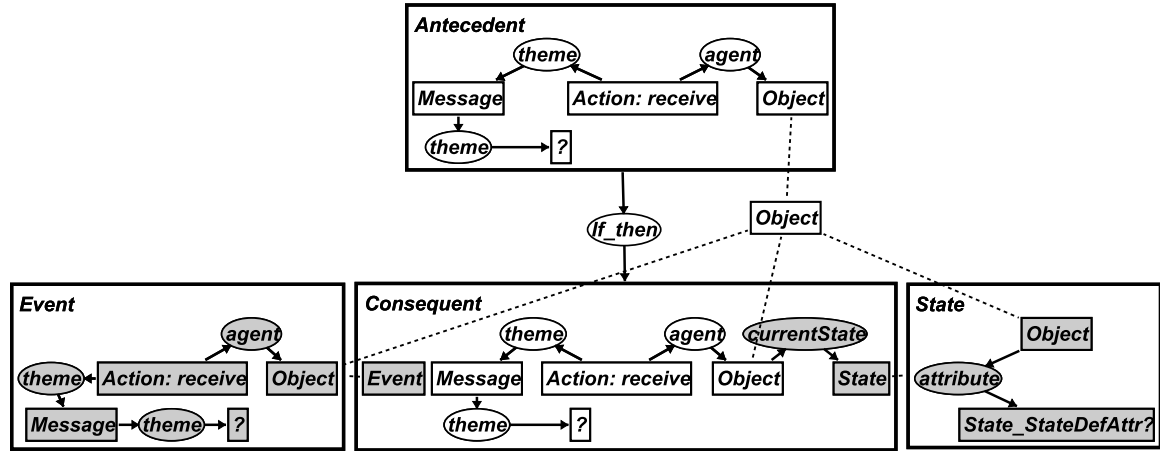 Antecedent
theme agent
Message Action: receive Object
theme ?
Object
If_then
Event
agent
theme Action: receive Object
Message theme ?
Consequent
theme agent currentState
Event Message Action: receive Object State
theme ?
State
Object
attribute
State_StateDefAttr?